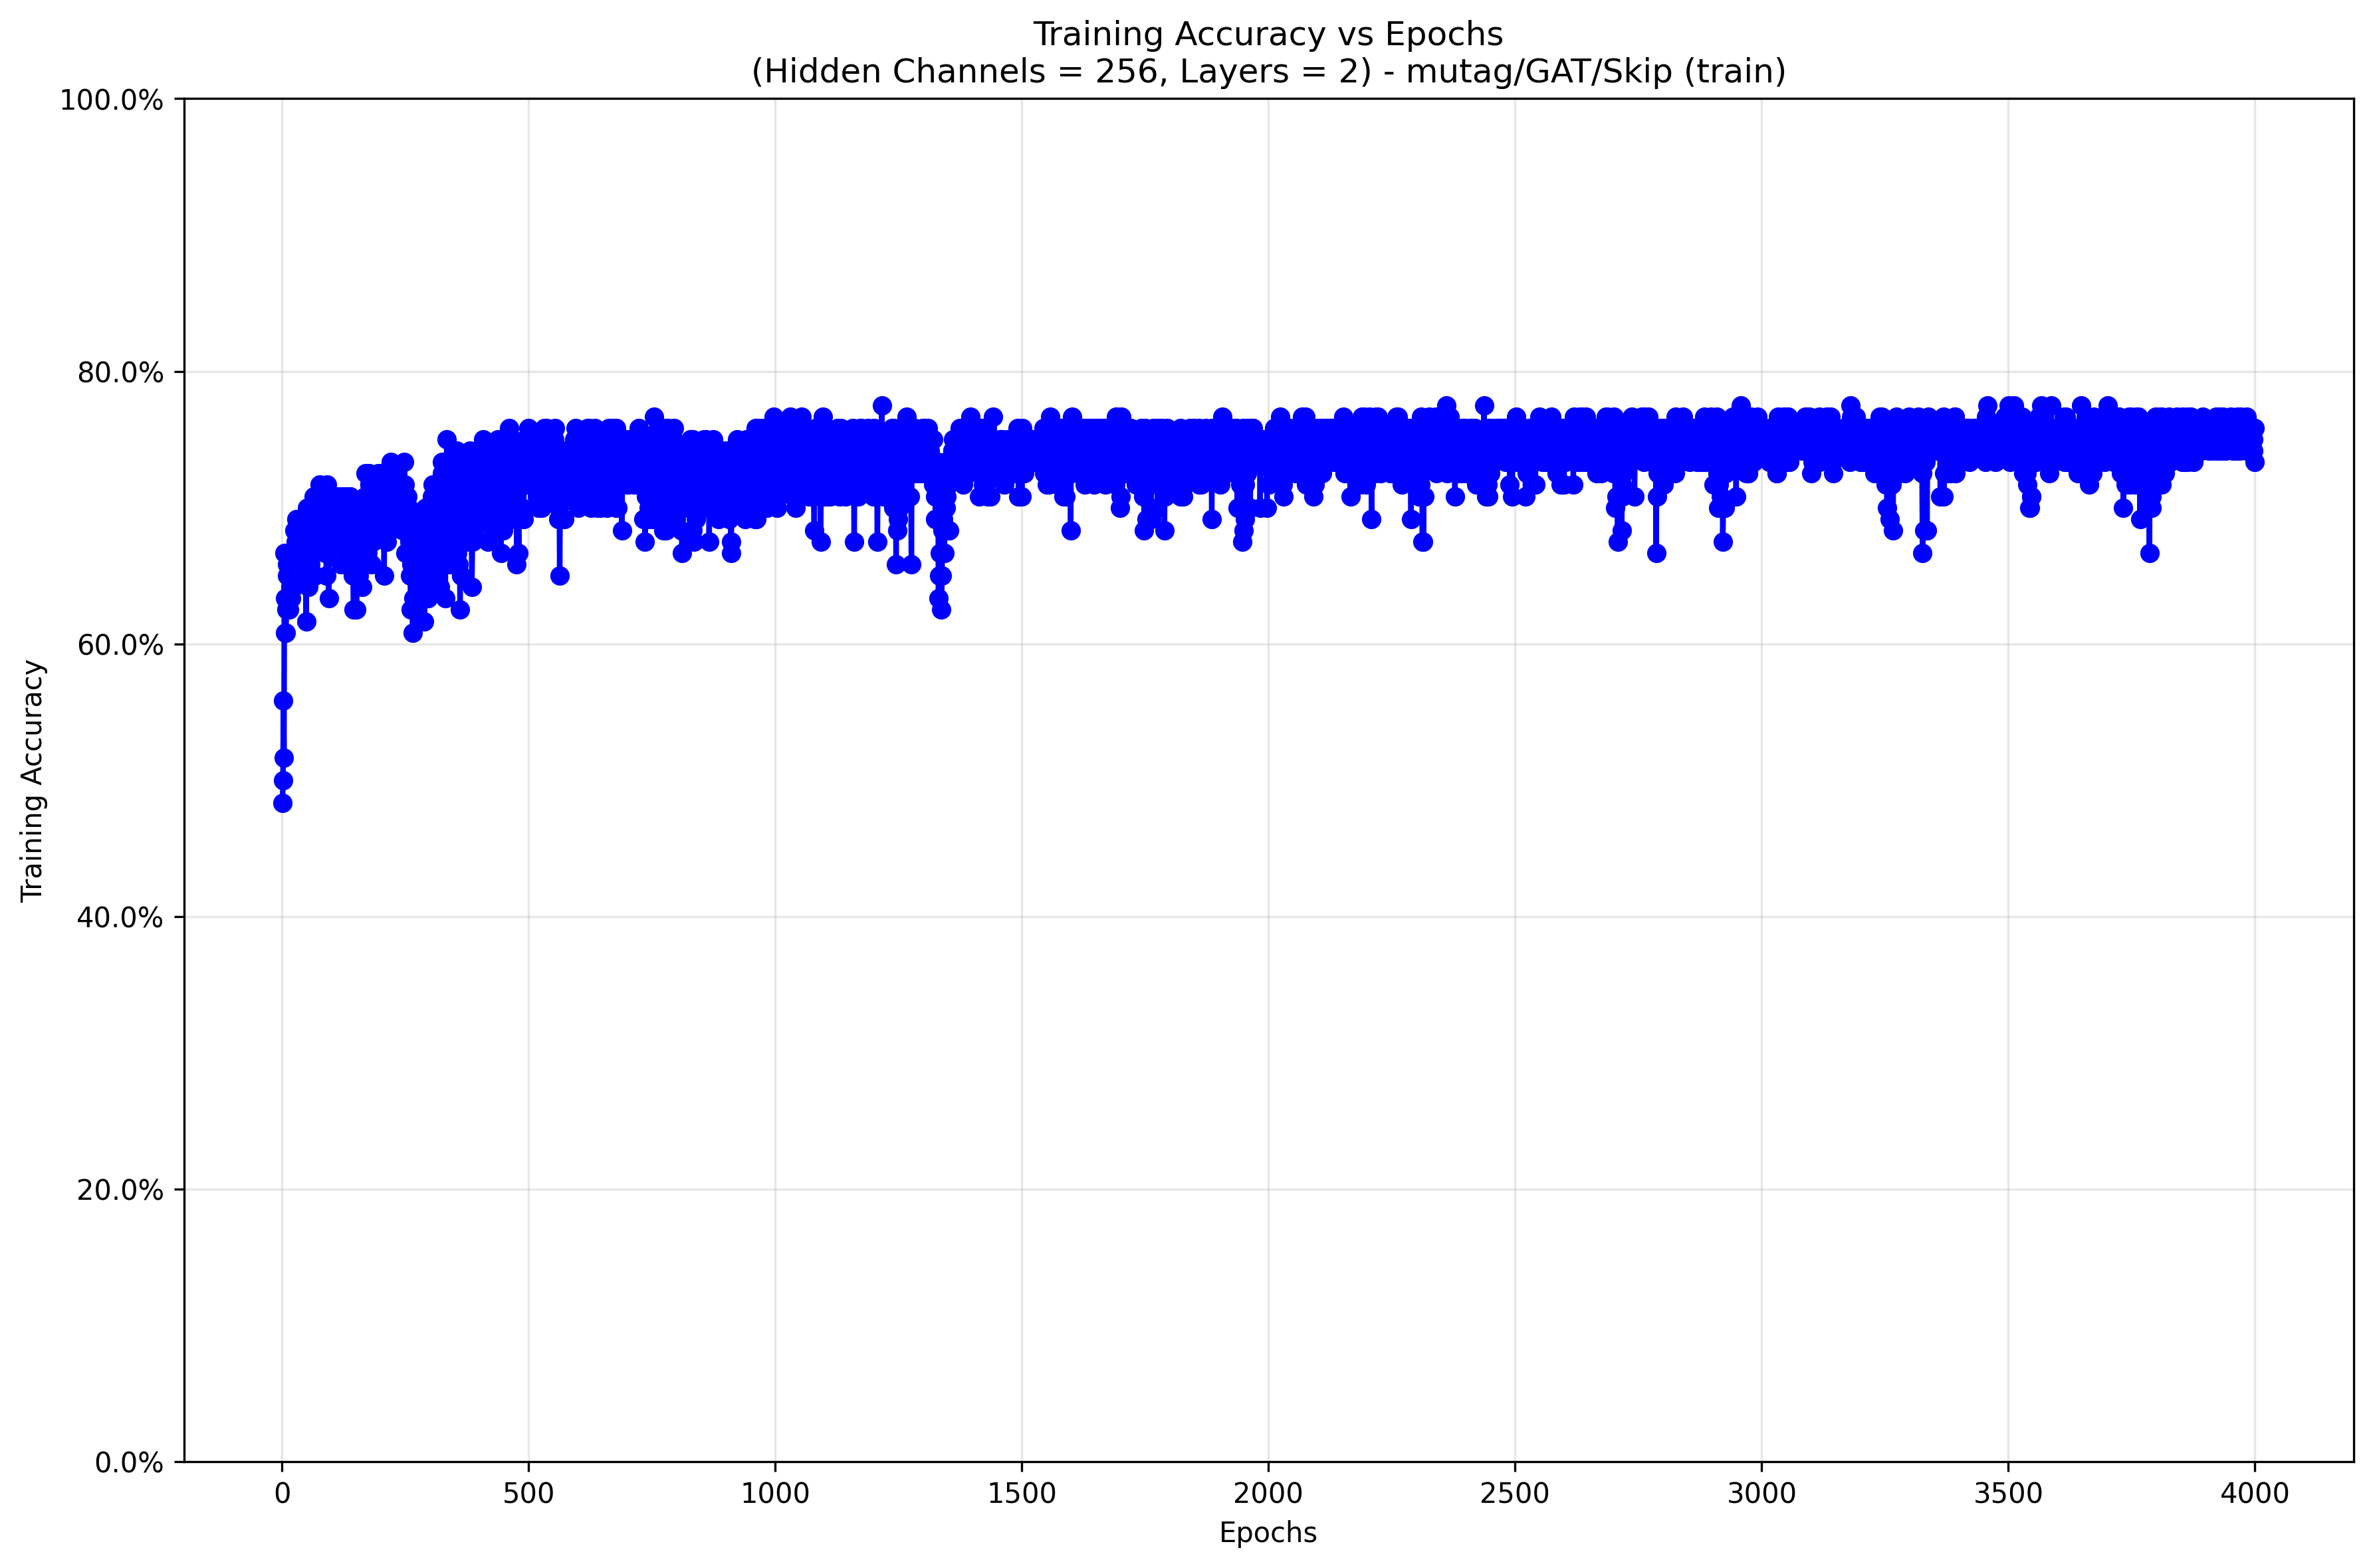 Training Accuracy vs Epochs
(Hidden Channels = 256, Layers = 2) - mutag/GAT/Skip (train)
100.0%
80.0%
60.0%
40.0%
20.0%
0.0%
Training Accuracy
0 500 1000 1500 2000 2500 3000 3500 4000
Epochs